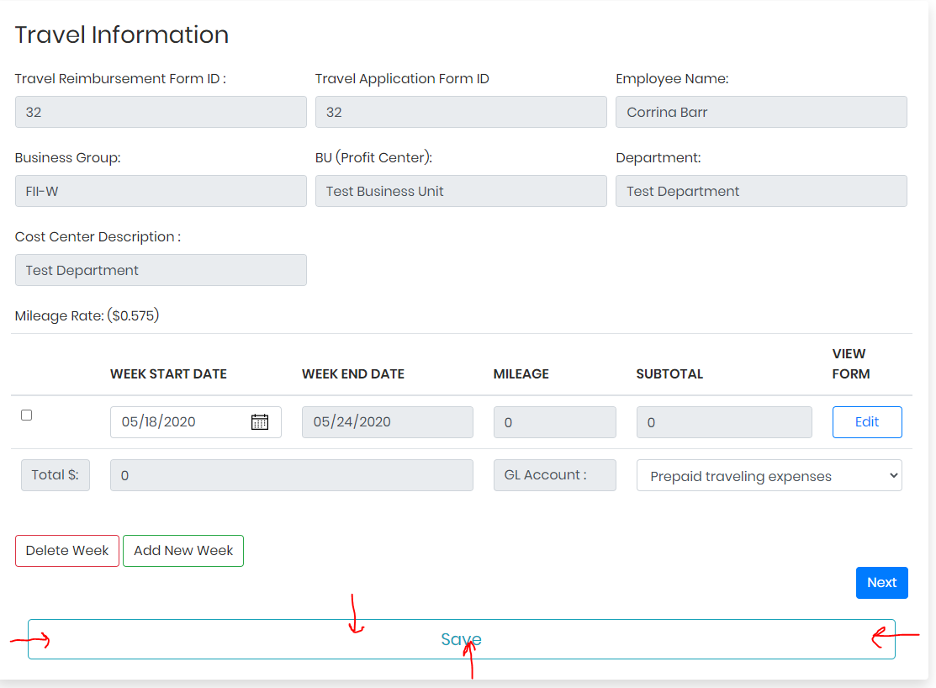 Travel Information
Travel Reimbursement Form ID : Travel Application Form ID Employee Name:
32 32 Corrina Barr
Business Group: BU (Profit Center): Department:
FII-W Test Business Unit Test Department
Cost Center Description :
Test Department
Mileage Rate: ($0.575)
WEEK START DATE WEEK END DATE MILEAGE SUBTOTAL VIEW FORM
05/18/2020 05/24/2020 0 0 Edit
Total $: 0 GL Account : Prepaid traveling expenses
Delete Week Add New Week
Next
Save